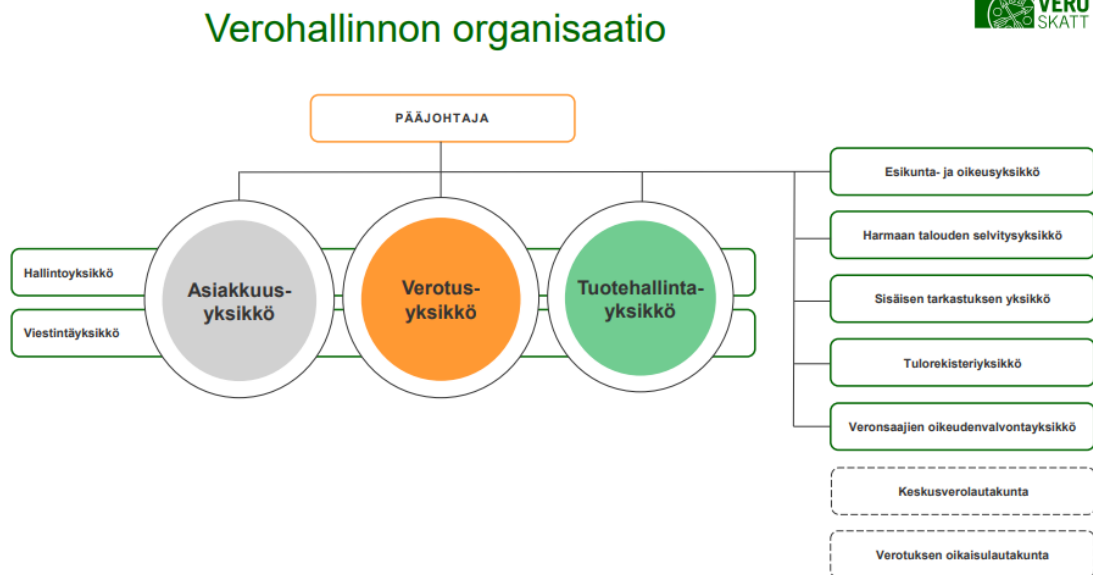 Verohallinnon organisaatio
VERO
SKATT
PÄÄJOHTAJA
Esikunta- ja oikeusyksikkö
Harmaan talouden selvitysyksikkö
Hallintoyksikkö
Asiakkuus-
yksikkö
Verotus-
yksikkö
Tuotehallinta-
yksikkö
Sisäisen tarkastuksen yksikkö
Viestintäyksikkö
Tulorekisteriyksikkö
Veronsaajien oikeudenvalvontayksikkö
Keskusverolautakunta
Verotuksen oikaisulautakunta